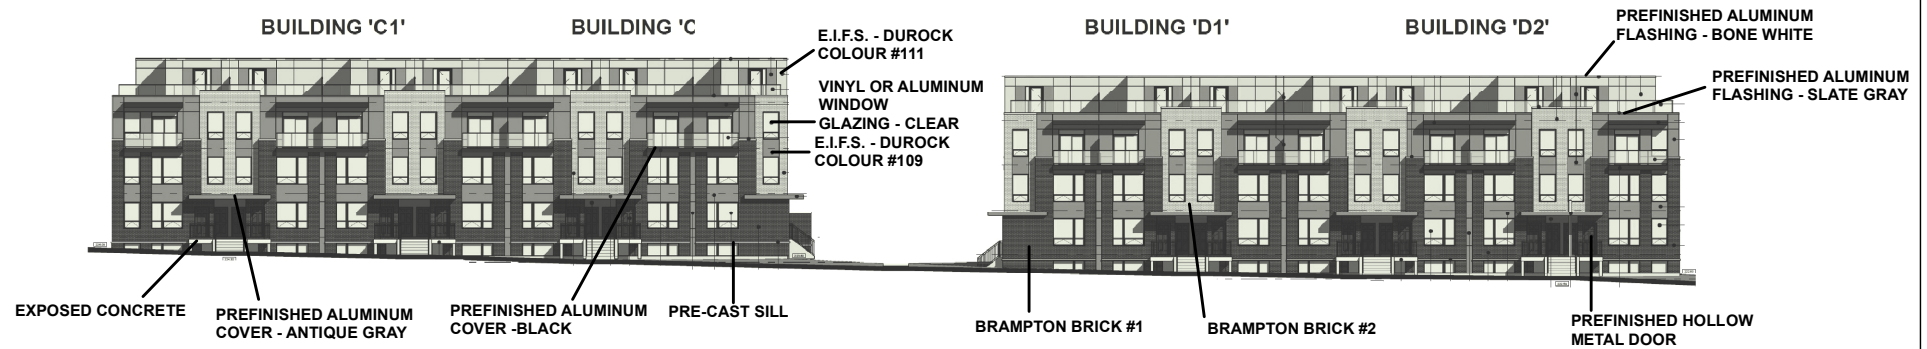 BUILDING 'C1'
BUILDING 'C
BUILDING 'D1'
BUILDING 'D2'
E.I.F.S. - DUROCK
COLOUR #111
VINYL OR ALUMINUM
WINDOW
GLAZING - CLEAR
E.I.F.S. - DUROCK
COLOUR #109
PREFINISHED ALUMINUM
FLASHING - BONE WHITE
PREFINISHED ALUMINUM
FLASHING - SLATE GRAY
EXPOSED CONCRETE
PREFINISHED ALUMINUM
COVER - ANTIQUE GRAY
PREFINISHED ALUMINUM
COVER -BLACK
PRE-CAST SILL
BRAMPTON BRICK #1
BRAMPTON BRICK #2
PREFINISHED HOLLOW
METAL DOOR